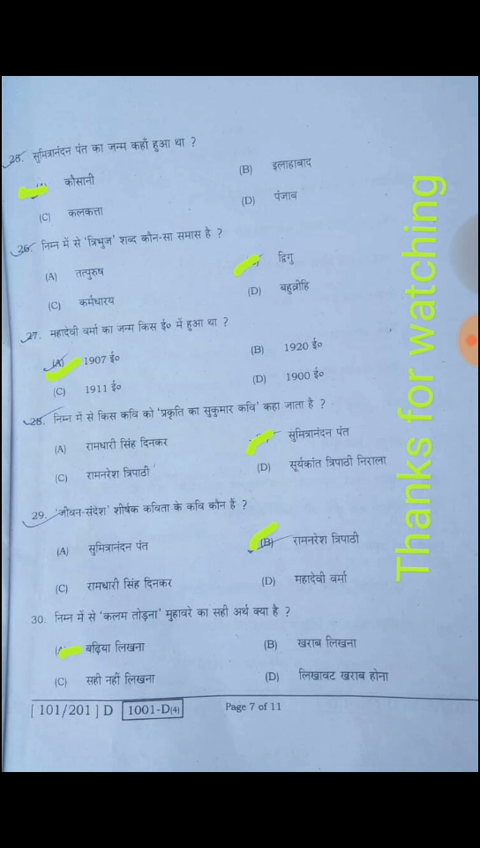 25. सुमित्रानंदन पंत का जन्म कहाँ हुआ था ?
कौसानी (B) इलाहाबाद
(C) कलकत्ता (D) पंजाब
26. निम्न में से 'त्रिभुज' शब्द कौन-सा समास है ?
(A) तत्पुरुष द्विगु
(C) कर्मधारय (D) बहुव्रीहि
27. महादेवी वर्मा का जन्म किस ई० में हुआ था ?
(A) 1907 ई० (B) 1920 ई०
(C) 1911 ई० (D) 1900 ई०
28. निम्न में से किस कवि को 'प्रकृति का सुकुमार कवि' कहा जाता है ?
(A) रामधारी सिंह दिनकर सुमित्रानंदन पंत
(C) रामनरेश त्रिपाठी (D) सूर्यकांत त्रिपाठी निराला
29. 'जीवन-संदेश' शीर्षक कविता के कवि कौन हैं ?
(A) सुमित्रानंदन पंत (B) रामनरेश त्रिपाठी
(C) रामधारी सिंह दिनकर (D) महादेवी वर्मा
30. निम्न में से 'कलम तोड़ना' मुहावरे का सही अर्थ क्या है ?
बढ़िया लिखना (B) खराब लिखना
(C) सही नहीं लिखना (D) लिखावट खराब होना
[ 101/201 ] D 1001-D(4) Page 7 of 11
Thanks for watching